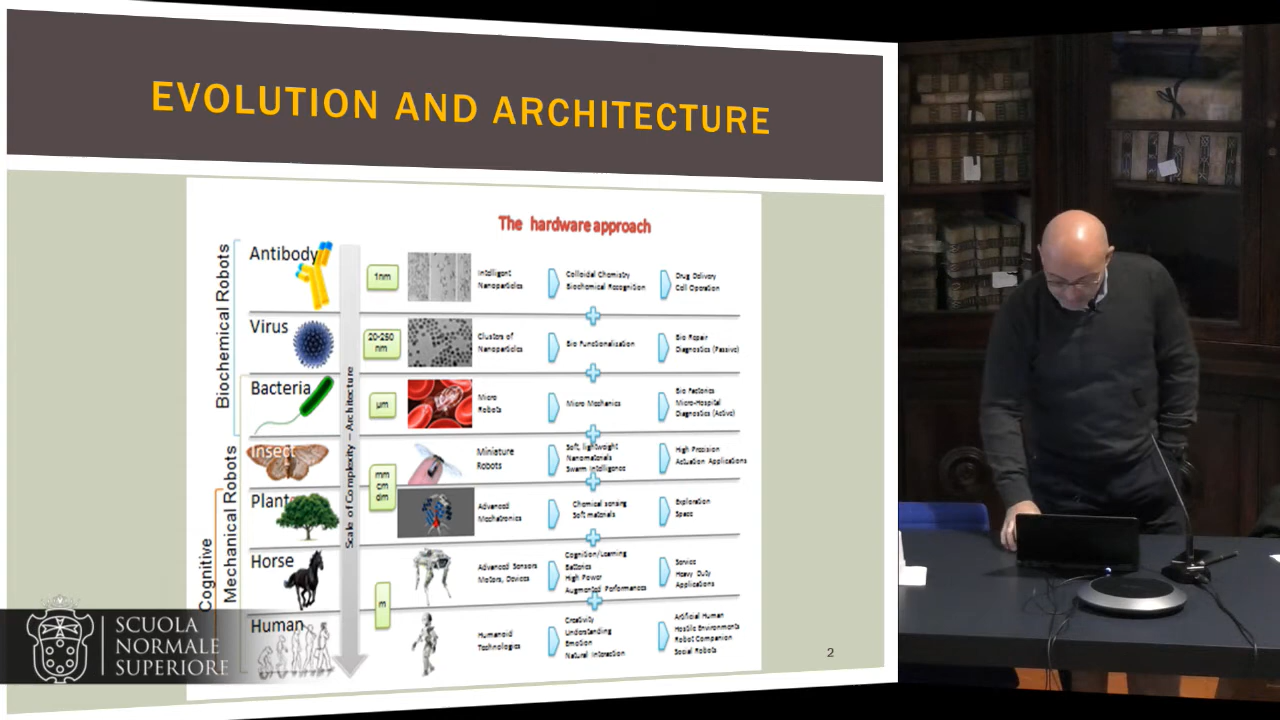 EVOLUTION AND ARCHITECTURE
The hardware approach
Biochemical Robots
Cognitive
Mechanical Robots
Scale of Complexity – Architecture
Antibody
1nm
Intelligent
Nanoparticles
Colloidal Chemistry
Biochemical Recognition
Drug Delivery
Cell Operation
Virus
20-250
nm
Clusters of
Nanoparticles
Bio Functionalization
Bio Repair
Diagnostics (Passive)
Bacteria
µm
Micro
Robots
Micro Mechanics
Bio Factories
Micro-Hospital
Diagnostics (Active)
Insect
mm
cm
dm
Miniature
Robots
Soft, lightweight
Nanomaterials
Swarm Intelligence
High Precision
Actuation Applications
Plant
Advanced
Mechatronics
Chemical sensing
Soft materials
Exploration
Space
Horse
m
Advanced Sensors
Motors, Devices
Cognition/Learning
Batteries
High Power
Augmented Performances
Service
Heavy Duty
Applications
Human
Humanoid
Technologies
Creativity
Understanding
Emotion
Natural Interaction
Artificial Human
Hostile Environments
Robot Companion
Social Robots
2
SCUOLA
NORMALE
SUPERIORE